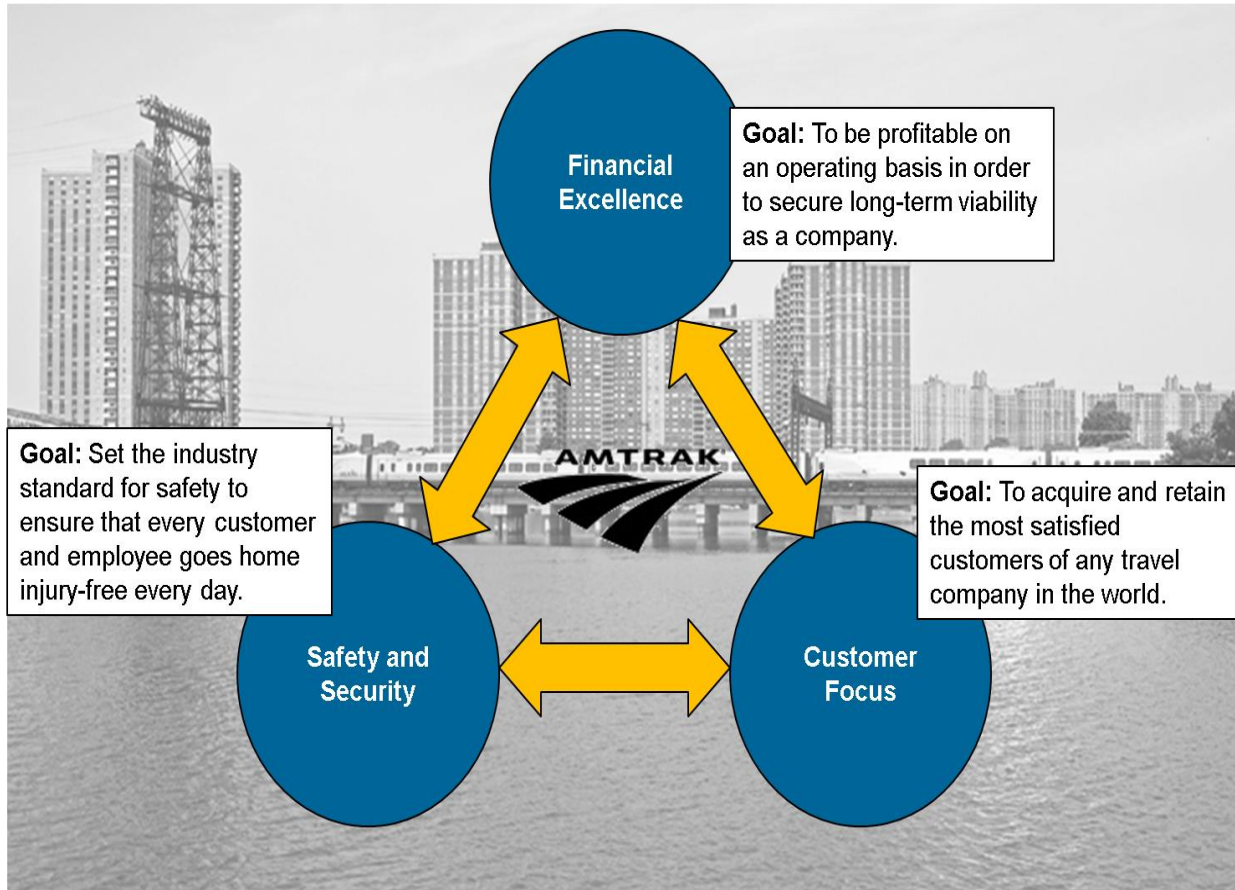 Financial
Excellence
Goal: To be profitable on
an operating basis in order
to secure long-term viability
as a company.
AMTRAK
Goal: Set the industry
standard for safety to
ensure that every customer
and employee goes home
injury-free every day.
Goal: To acquire and retain
the most satisfied
customers of any travel
company in the world.
Safety and
Security
Customer
Focus